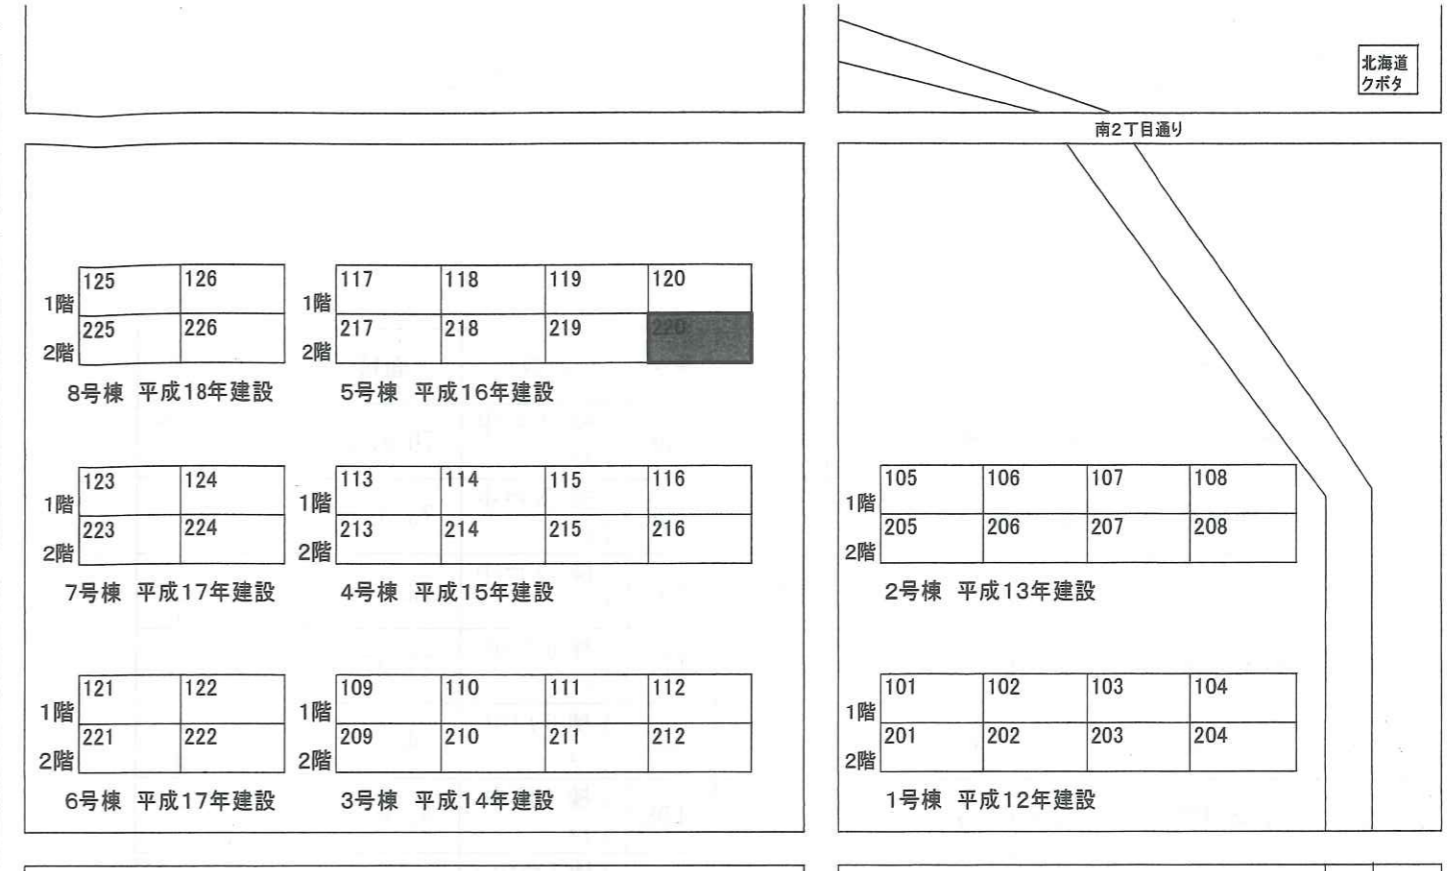 北海道
クボタ
南2丁目通り
125 126
1階
225 226
2階
8号棟 平成18年建設
117 118 119 120
1階
217 218 219 220
2階
5号棟 平成16年建設
123 124
1階
223 224
2階
7号棟 平成17年建設
113 114 115 116
1階
213 214 215 216
2階
4号棟 平成15年建設
105 106 107 108
1階
205 206 207 208
2階
2号棟 平成13年建設
121 122
1階
221 222
2階
6号棟 平成17年建設
109 110 111 112
1階
209 210 211 212
2階
3号棟 平成14年建設
101 102 103 104
1階
201 202 203 204
2階
1号棟 平成12年建設